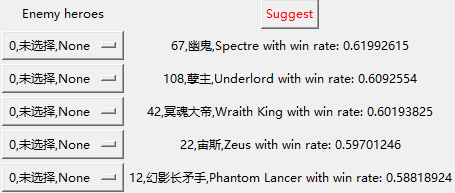 Enemy heroes Suggest
0,未选择,None 67,幽鬼,Spectre with win rate: 0.61992615
0,未选择,None 108,孽主,Underlord with win rate: 0.6092554
0,未选择,None 42,冥魂大帝,Wraith King with win rate: 0.60193825
0,未选择,None 22,宙斯,Zeus with win rate: 0.59701246
0,未选择,None 12,幻影长矛手,Phantom Lancer with win rate: 0.58818924